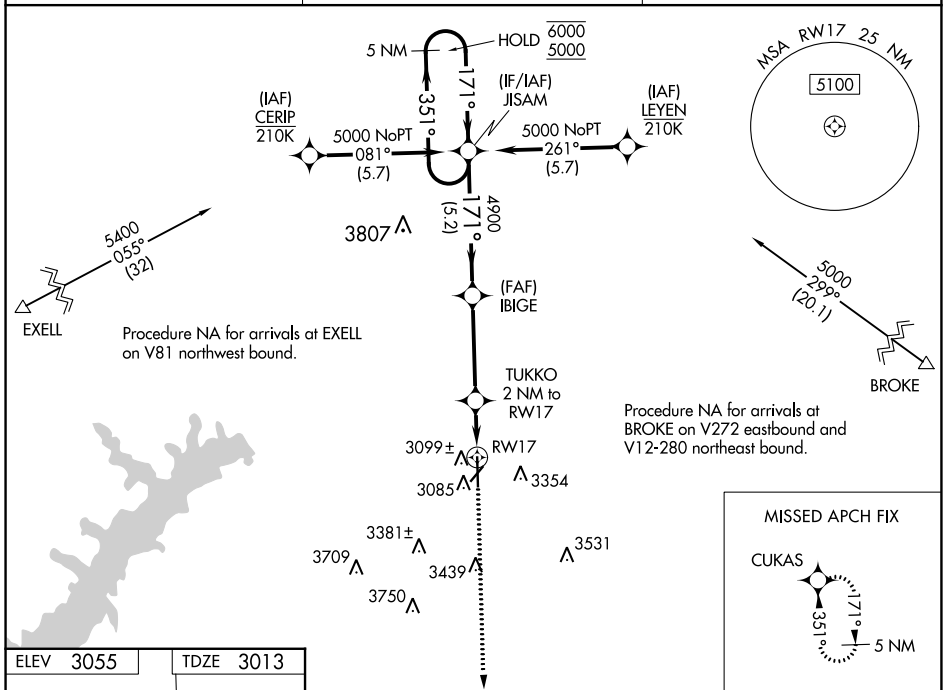 HOLD
6000
5000
5 NM
171°
351°
(IF/IAF)
JISAM
(IAF)
CERIP
210K
5000 NoPT
081°
(5.7)
(IAF)
LEYEN
210K
5000 NoPT
261°
(5.7)
MSA RW17 25 NM
5100
4900
171°
(5.2)
3807
5400
055°
(32)
EXELL
Procedure NA for arrivals at EXELL
on V81 northwest bound.
(FAF)
IBIGE
5000
299°
(20.1)
BROKE
TUKKO
2 NM to
RW17
Procedure NA for arrivals at
BROKE on V272 eastbound and
V12-280 northeast bound.
3099±
RW17
3085
3354
3381±
3709
3439
3531
3750
MISSED APCH FIX
CUKAS
351°
171°
5 NM
ELEV 3055
TDZE 3013